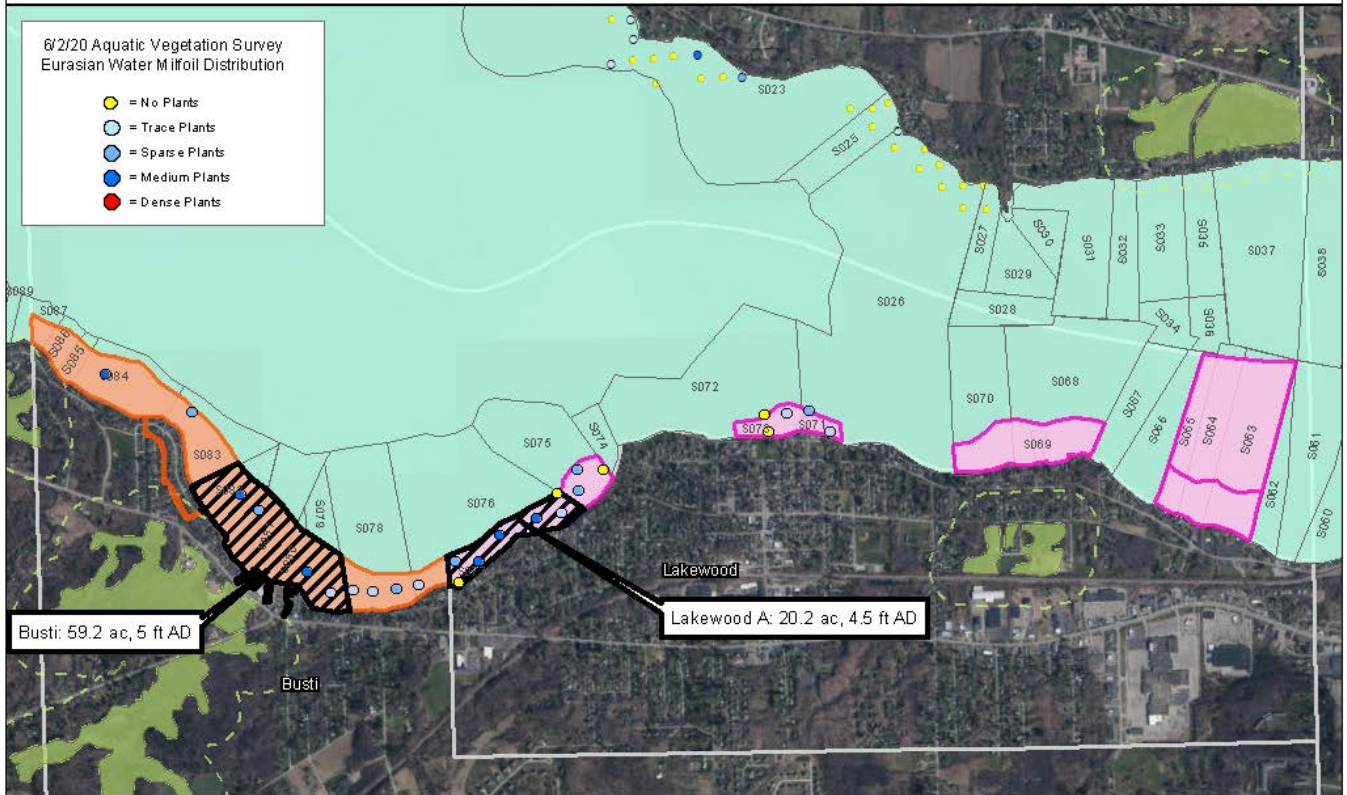 6/2/20 Aquatic Vegetation Survey
Eurasian Water Milfoil Distribution
= No Plants
= Trace Plants
= Sparse Plants
= Medium Plants
= Dense Plants
S023
S025
S027
S030
S029
S028
S031
S032
S033
S036
S037
S038
S034
S036
S026
S089
S087
S086
S085
S084
S083
S079
S078
S076
S075
S074
S072
S071
S070
S068
S069
S067
S066
S065
S064
S063
S062
S061
S060
Lakewood
Lakewood A: 20.2 ac, 4.5 ft AD
Busti: 59.2 ac, 5 ft AD
Busti